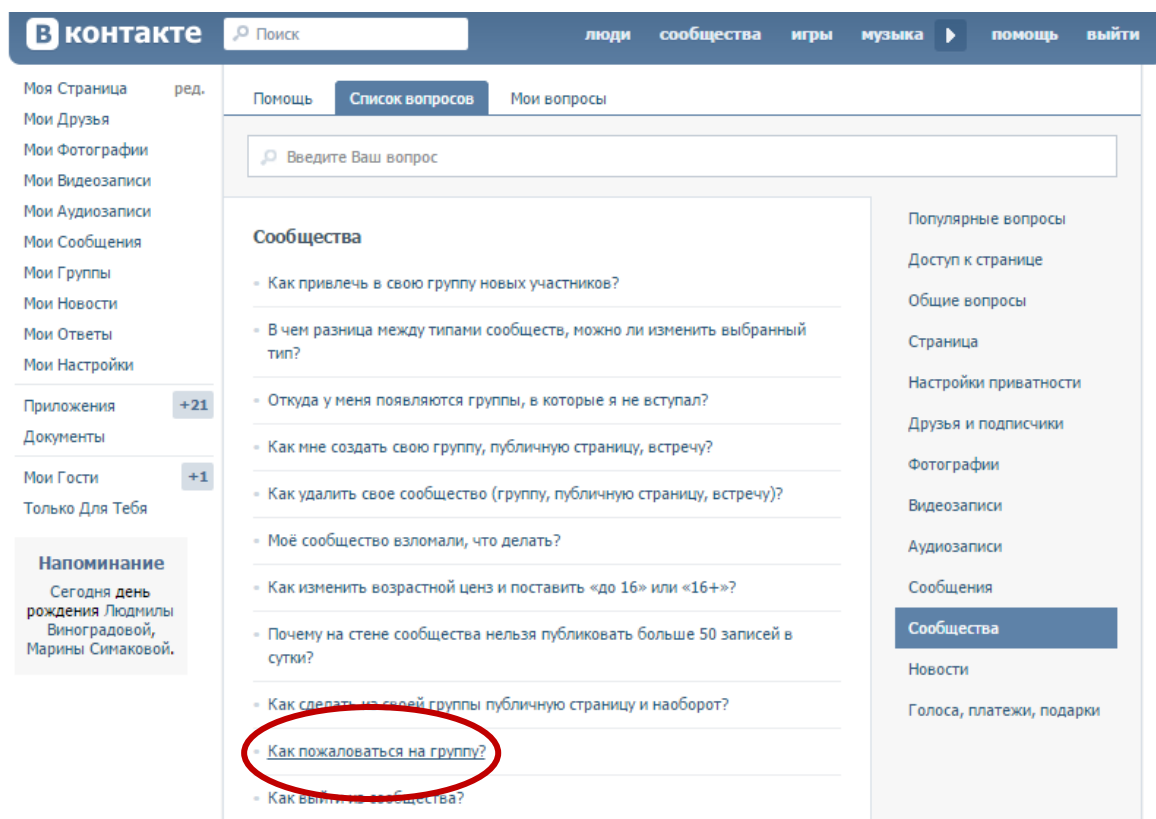 В контакте
Поиск
люди сообщества игры музыка помощь выйти
Моя Страница ред.
Мои Друзья
Мои Фотографии
Мои Видеозаписи
Мои Аудиозаписи
Мои Сообщения
Мои Группы
Мои Новости
Мои Ответы
Мои Настройки
Приложения +21
Документы
Мои Гости +1
Только Для Тебя
Напоминание
Сегодня день
рождения Людмилы
Виноградовой,
Марины Симаковой.
Помощь Список вопросов Мои вопросы
Введите Ваш вопрос
Сообщества
Как привлечь в свою группу новых участников?
В чем разница между типами сообществ, можно ли изменить выбранный
тип?
Откуда у меня появляются группы, в которые я не вступал?
Как мне создать свою группу, публичную страницу, встречу?
Как удалить свое сообщество (группу, публичную страницу, встречу)?
Моё сообщество взломали, что делать?
Как изменить возрастной ценз и поставить «до 16» или «16+»?
Почему на стене сообщества нельзя публиковать больше 50 записей в
сутки?
Как сделать из своей группы публичную страницу и наоборот?
Как пожаловаться на группу?
Как выйти из сообщества?
Популярные вопросы
Доступ к странице
Общие вопросы
Страница
Настройки приватности
Друзья и подписчики
Фотографии
Видеозаписи
Аудиозаписи
Сообщения
Сообщества
Новости
Голоса, платежи, подарки